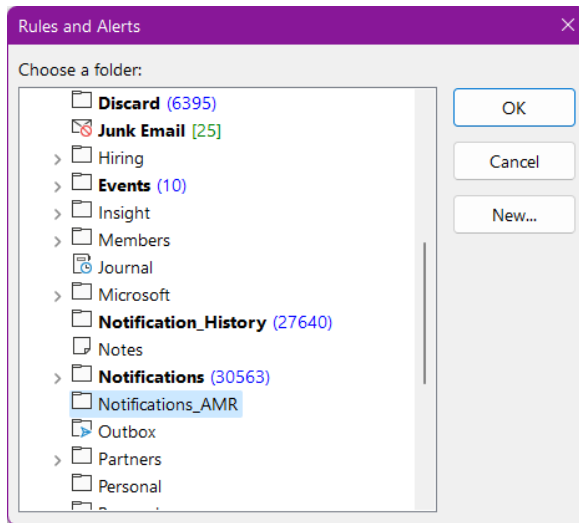 Rules and Alerts
Choose a folder:
Discard (6395)
Junk Email [25]
Hiring
Events (10)
Insight
Members
Journal
Microsoft
Notification_History (27640)
Notes
Notifications (30563)
Notifications_AMR
Outbox
Partners
Personal
OK
Cancel
New...